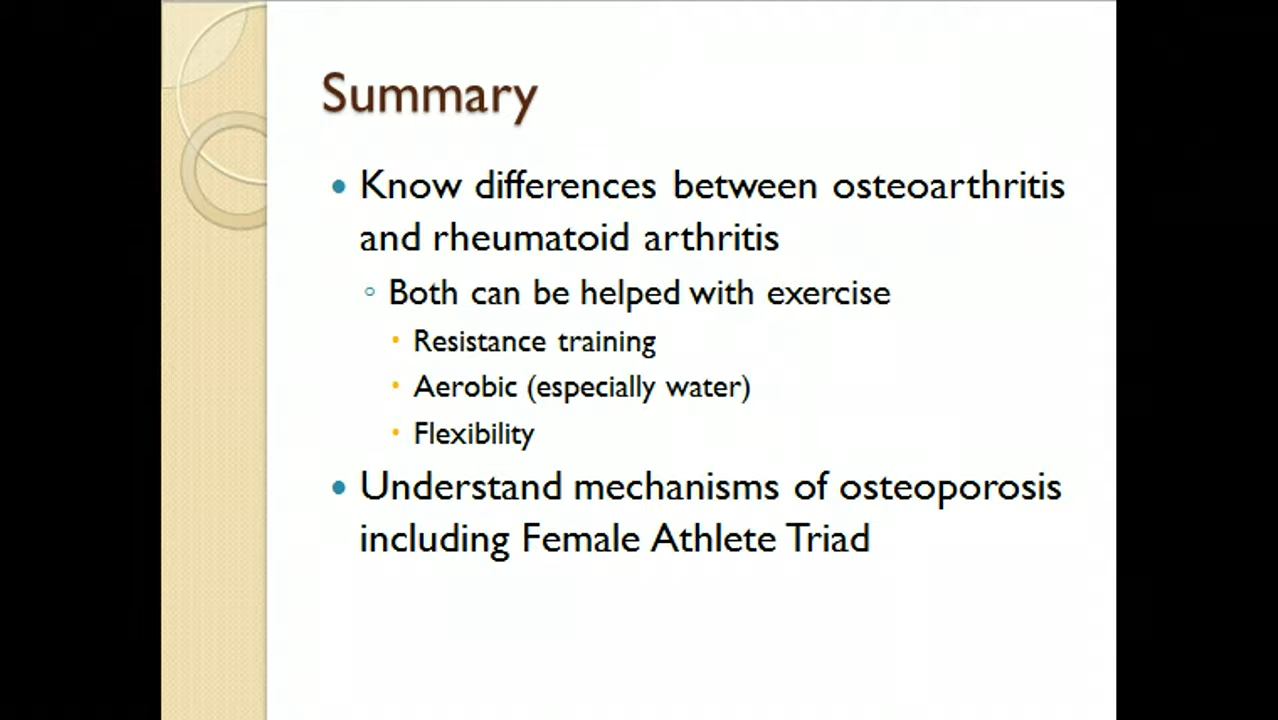 Summary
Know differences between osteoarthritis
and rheumatoid arthritis
Both can be helped with exercise
Resistance training
Aerobic (especially water)
Flexibility
Understand mechanisms of osteoporosis
including Female Athlete Triad